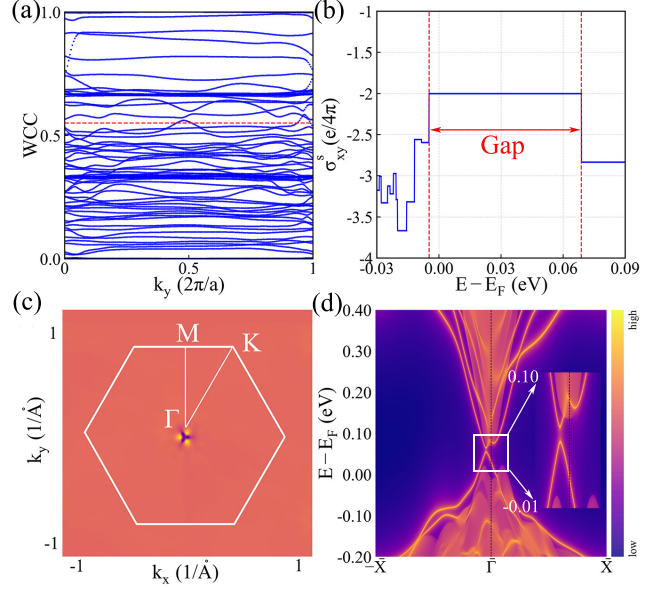 (a)
1.0
0.5
0.0
WCC
0
0.5
1
k_y (2π/a)
(b)
-1
-1.5
-2
-2.5
-3
-3.5
-4
σ^s_xy (e/4π)
Gap
-0.03
0.00
0.03
0.06
0.09
E − E_F (eV)
(c)
1
-1
k_y (1/Å)
M
K
Γ
-1
1
k_x (1/Å)
(d)
0.40
0.30
0.20
0.10
0.00
-0.10
-0.20
E − E_F (eV)
0.10
-0.01
−X̄
Γ̄
X̄
high
low